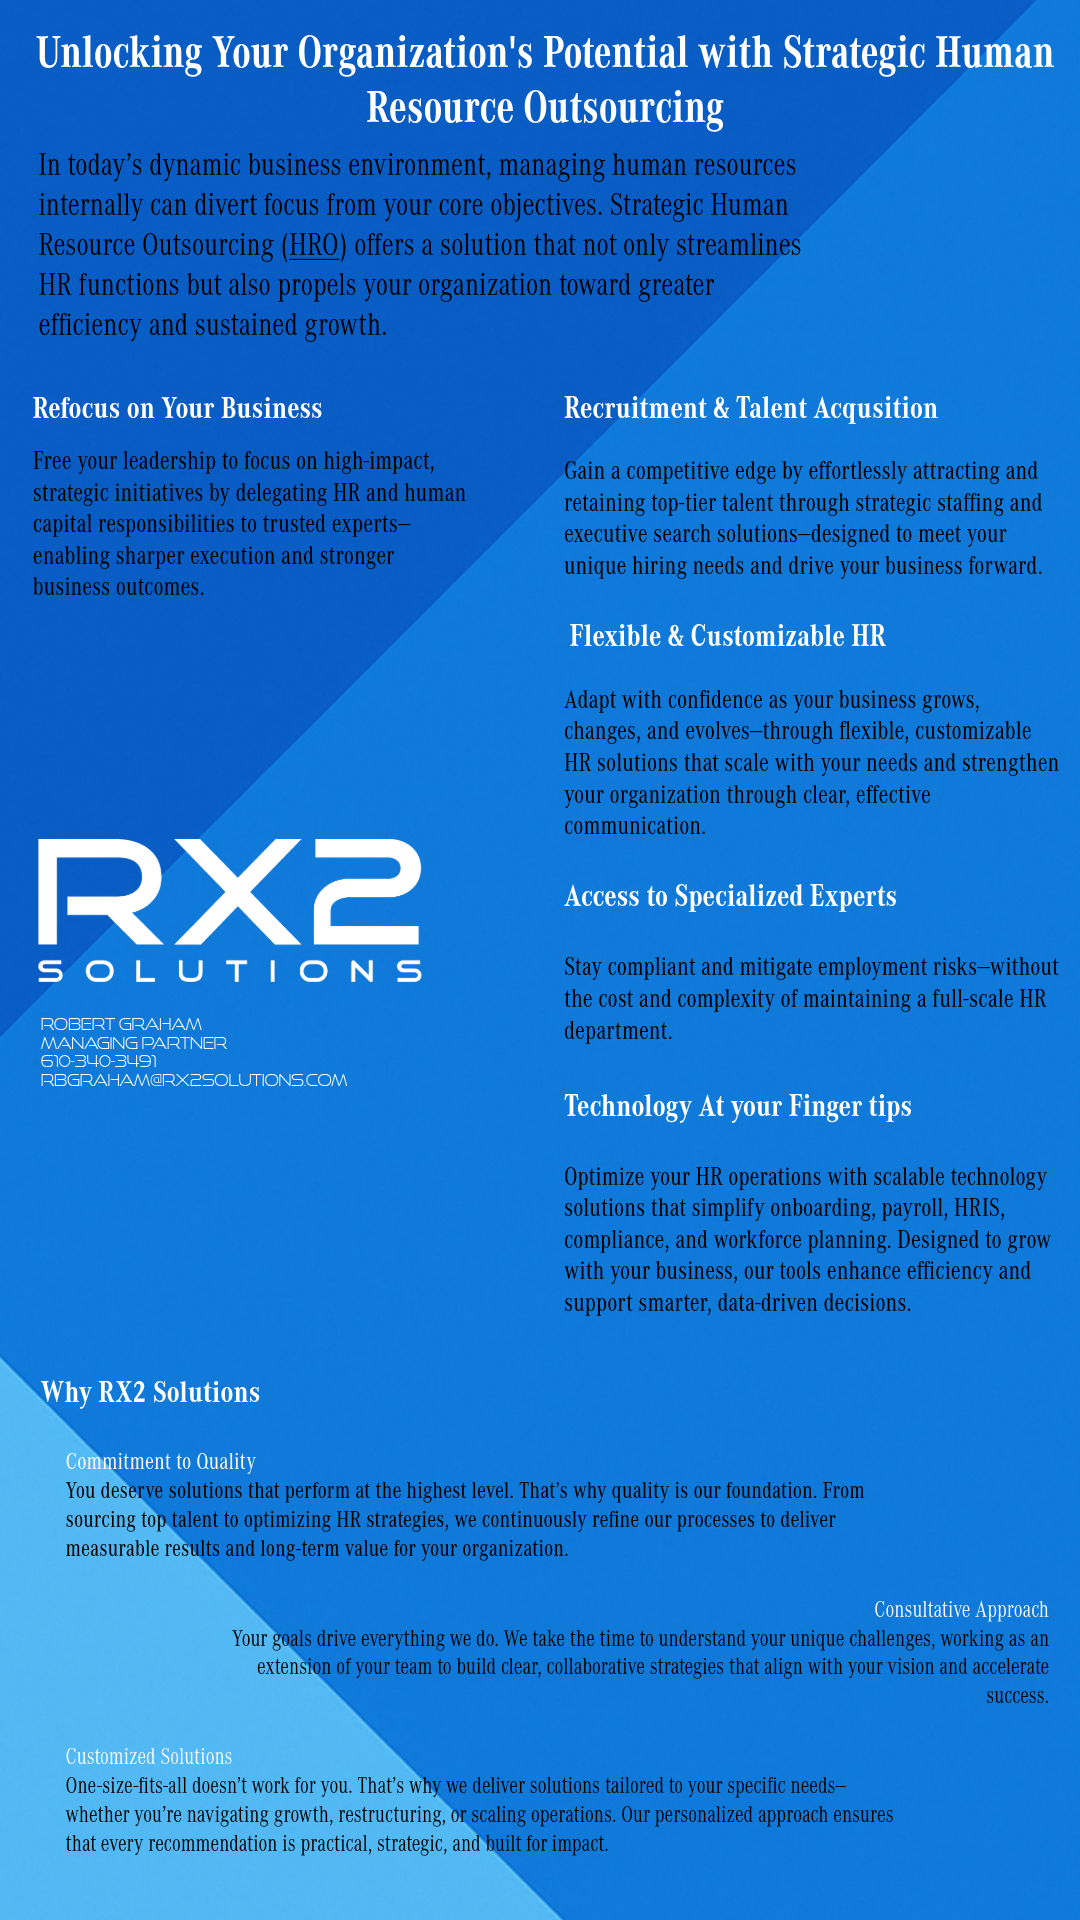 Unlocking Your Organization's Potential with Strategic Human
Resource Outsourcing
In today’s dynamic business environment, managing human resources
internally can divert focus from your core objectives. Strategic Human
Resource Outsourcing (HRO) offers a solution that not only streamlines
HR functions but also propels your organization toward greater
efficiency and sustained growth.
Refocus on Your Business
Free your leadership to focus on high-impact,
strategic initiatives by delegating HR and human
capital responsibilities to trusted experts—
enabling sharper execution and stronger
business outcomes.
RX2
SOLUTIONS
ROBERT GRAHAM
MANAGING PARTNER
610-340-3491
RBGRAHAM@RX2SOLUTIONS.COM
Recruitment & Talent Acqusition
Gain a competitive edge by effortlessly attracting and
retaining top-tier talent through strategic staffing and
executive search solutions—designed to meet your
unique hiring needs and drive your business forward.
Flexible & Customizable HR
Adapt with confidence as your business grows,
changes, and evolves—through flexible, customizable
HR solutions that scale with your needs and strengthen
your organization through clear, effective
communication.
Access to Specialized Experts
Stay compliant and mitigate employment risks—without
the cost and complexity of maintaining a full-scale HR
department.
Technology At your Finger tips
Optimize your HR operations with scalable technology
solutions that simplify onboarding, payroll, HRIS,
compliance, and workforce planning. Designed to grow
with your business, our tools enhance efficiency and
support smarter, data-driven decisions.
Why RX2 Solutions
Commitment to Quality
You deserve solutions that perform at the highest level. That’s why quality is our foundation. From
sourcing top talent to optimizing HR strategies, we continuously refine our processes to deliver
measurable results and long-term value for your organization.
Consultative Approach
Your goals drive everything we do. We take the time to understand your unique challenges, working as an
extension of your team to build clear, collaborative strategies that align with your vision and accelerate
success.
Customized Solutions
One-size-fits-all doesn’t work for you. That’s why we deliver solutions tailored to your specific needs—
whether you’re navigating growth, restructuring, or scaling operations. Our personalized approach ensures
that every recommendation is practical, strategic, and built for impact.